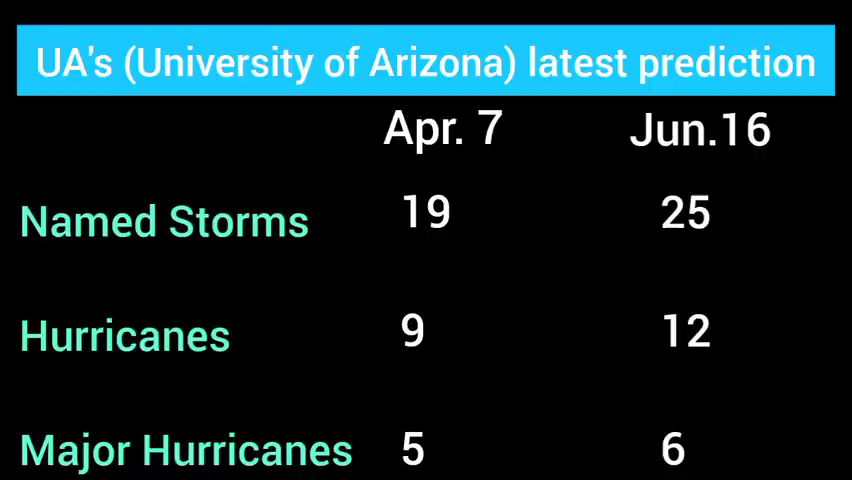 UA's (University of Arizona) latest prediction
Apr. 7 Jun.16
Named Storms 19 25
Hurricanes 9 12
Major Hurricanes 5 6